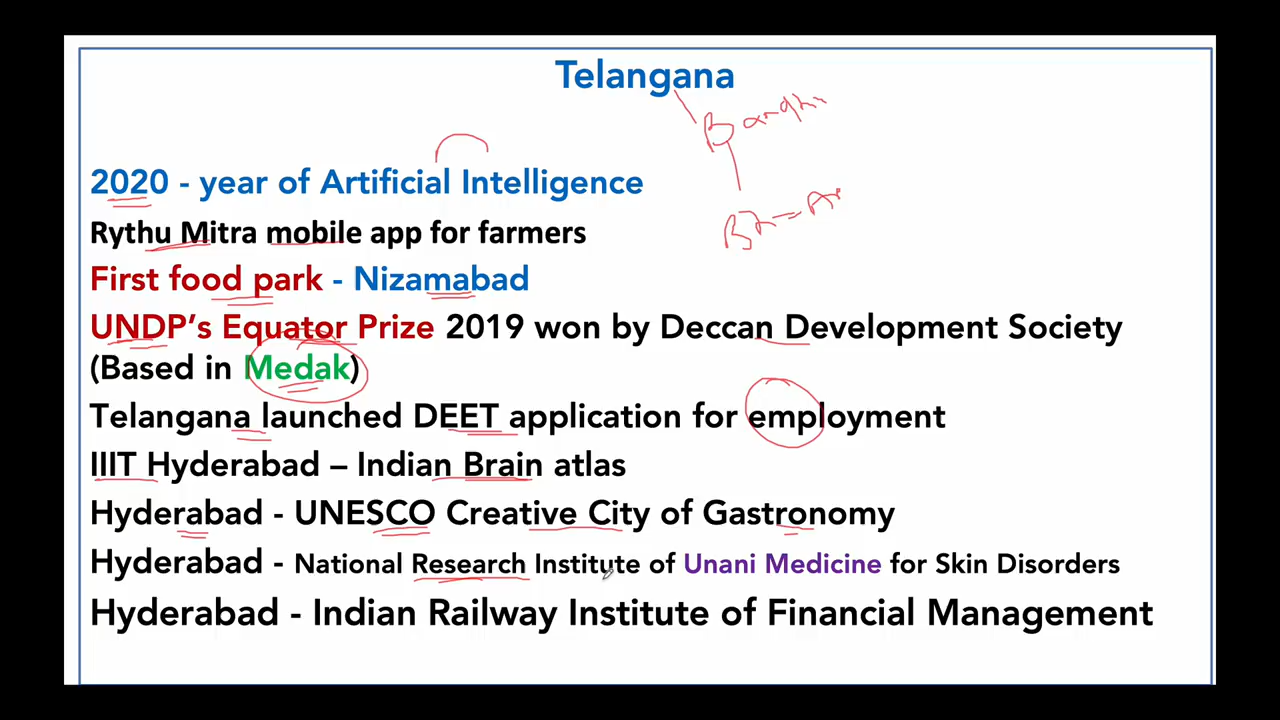 Telangana
2020 - year of Artificial Intelligence
Rythu Mitra mobile app for farmers
First food park - Nizamabad
UNDP's Equator Prize 2019 won by Deccan Development Society
(Based in Medak)
Telangana launched DEET application for employment
IIIT Hyderabad – Indian Brain atlas
Hyderabad - UNESCO Creative City of Gastronomy
Hyderabad - National Research Institute of Unani Medicine for Skin Disorders
Hyderabad - Indian Railway Institute of Financial Management